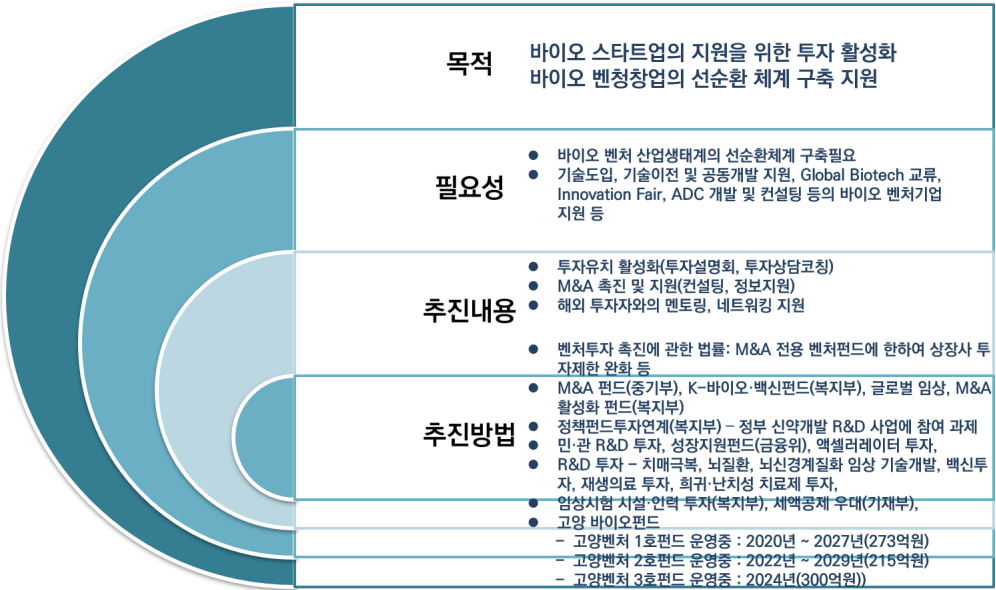 목적
바이오 스타트업의 지원을 위한 투자 활성화
바이오 벤청창업의 선순환 체계 구축 지원
필요성
● 바이오 벤처 산업생태계의 선순환체계 구축필요
● 기술도입, 기술이전 및 공동개발 지원, Global Biotech 교류,
Innovation Fair, ADC 개발 및 컨설팅 등의 바이오 벤처기업
지원 등
추진내용
● 투자유치 활성화(투자설명회, 투자상담코칭)
● M&A 촉진 및 지원(컨설팅, 정보지원)
● 해외 투자자와의 멘토링, 네트워킹 지원
추진방법
● 벤처투자 촉진에 관한 법률: M&A 전용 벤처펀드에 한하여 상장사 투
자제한 완화 등
● M&A 펀드(중기부), K-바이오·백신펀드(복지부), 글로벌 임상, M&A
활성화 펀드(복지부)
● 정책펀드투자연계(복지부) – 정부 신약개발 R&D 사업에 참여 과제
● 민·관 R&D 투자, 성장지원펀드(금융위), 액셀러레이터 투자,
● R&D 투자 – 치매극복, 뇌질환, 뇌신경계질화 임상 기술개발, 백신투
자, 재생의료 투자, 희귀·난치성 치료제 투자,
● 임상시험 시설·인력 투자(복지부), 세액공제 우대(기재부),
● 고양 바이오펀드
– 고양벤처 1호펀드 운영중 : 2020년 ~ 2027년(273억원)
– 고양벤처 2호펀드 운영중 : 2022년 ~ 2029년(215억원)
– 고양벤처 3호펀드 운영중 : 2024년(300억원))